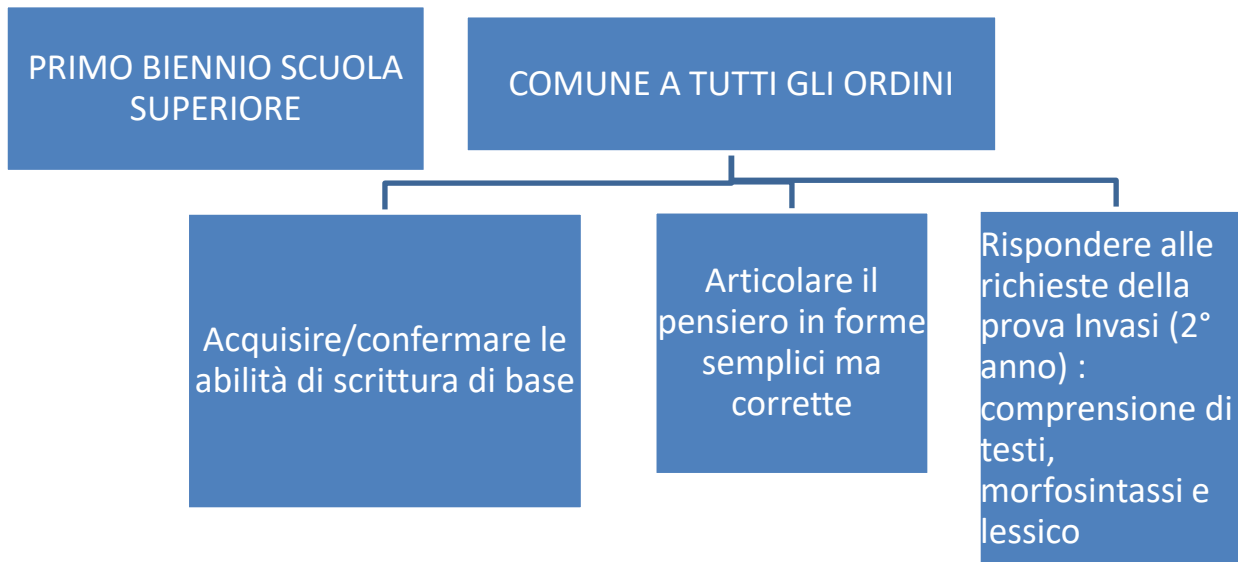 PRIMO BIENNIO SCUOLA
SUPERIORE
COMUNE A TUTTI GLI ORDINI
Acquisire/confermare le
abilità di scrittura di base
Articolare il
pensiero in forme
semplici ma
corrette
Rispondere alle
richieste della
prova Invasi (2°
anno) :
comprensione di
testi,
morfosintassi e
lessico